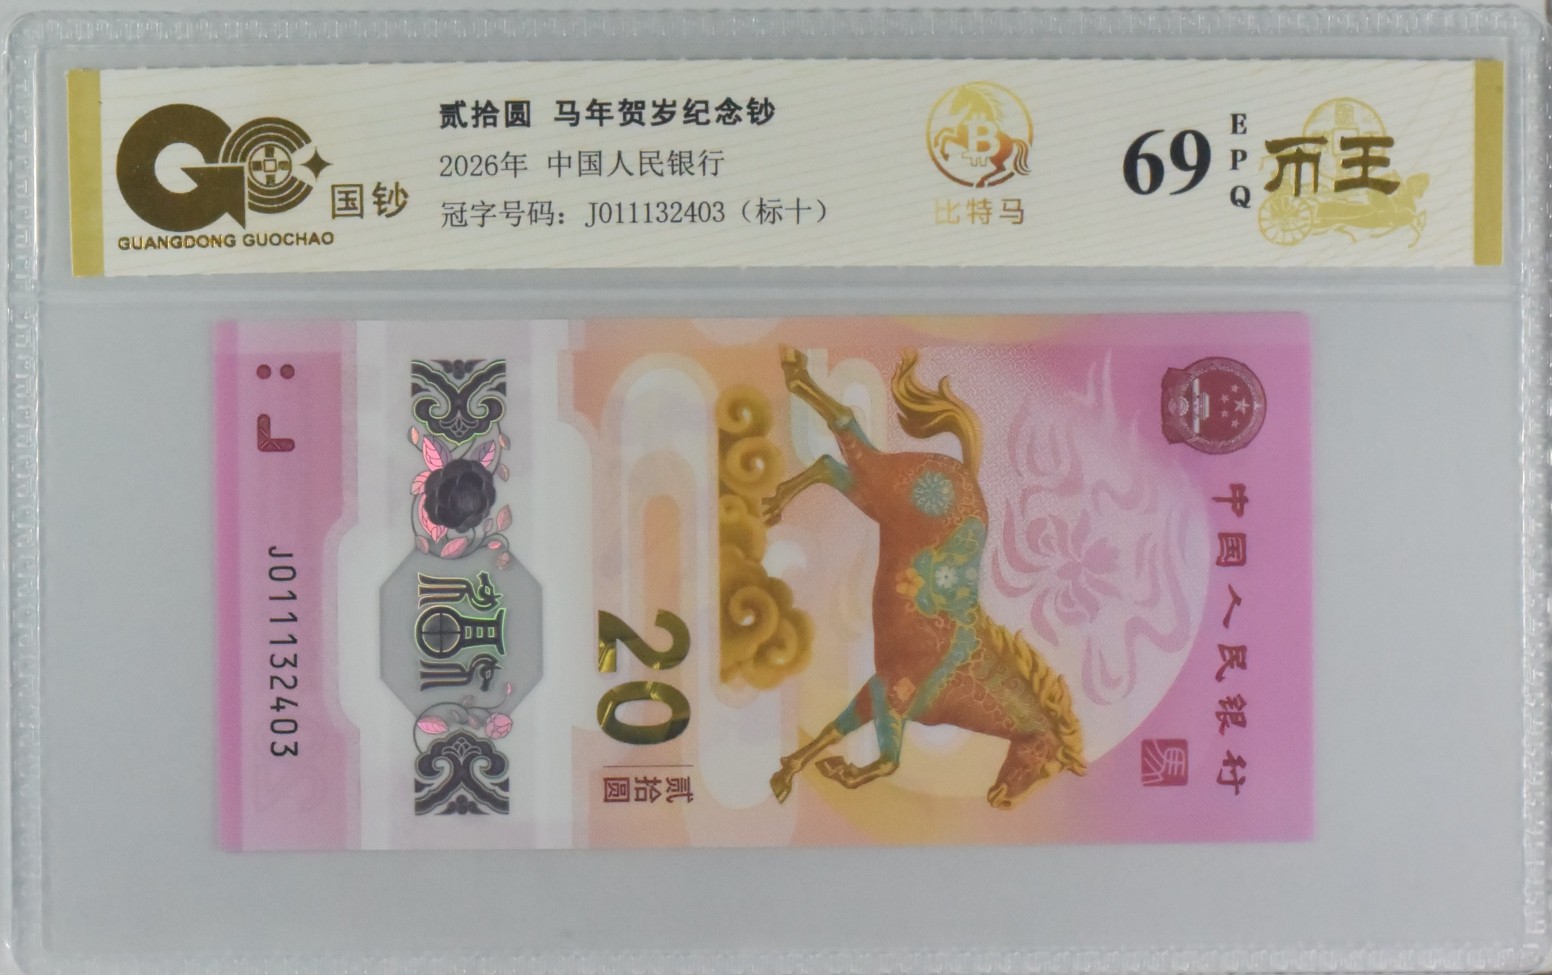 国钞
GUANGDONG GUOCHAO
贰拾圆 马年贺岁纪念钞
2026年 中国人民银行
冠字号码：J011132403（标十）
B
比特马
69
EPQ
币王
中国人民银行
馬
20
贰拾圆
福
J
J011132403